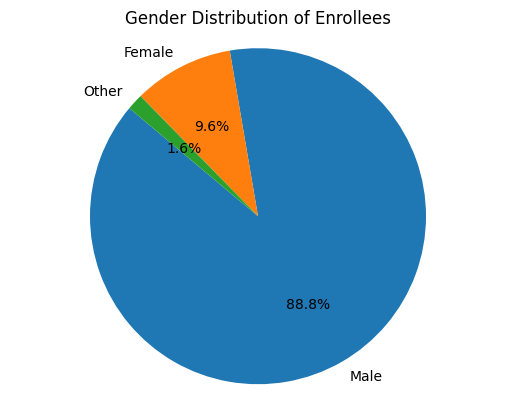 Gender Distribution of Enrollees
Female
Other
9.6%
1.6%
88.8%
Male